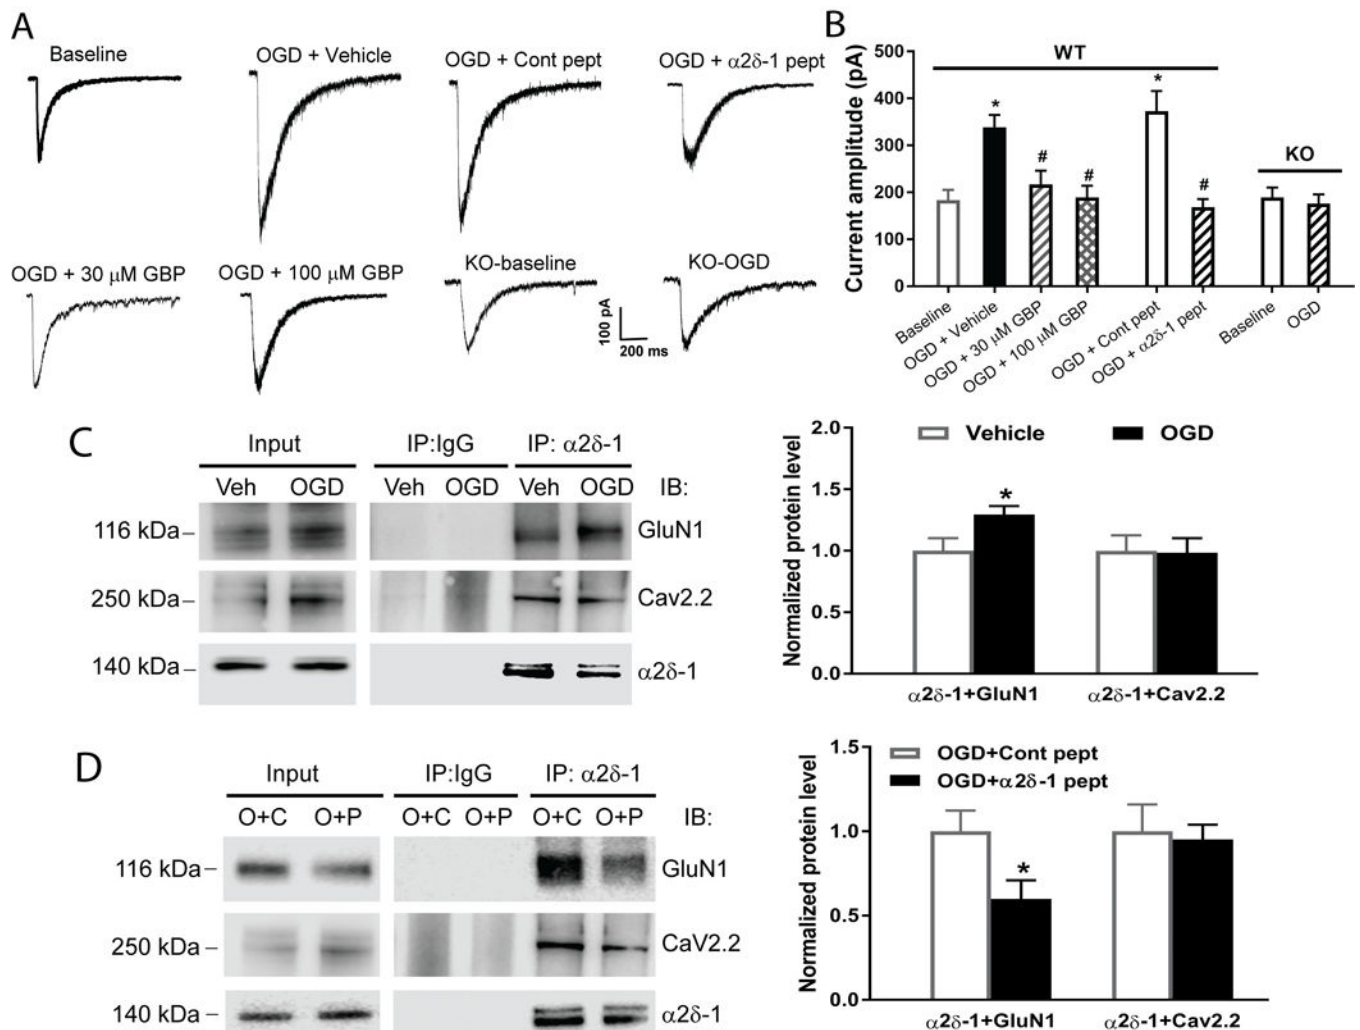 A
Baseline
OGD + Vehicle
OGD + Cont pept
OGD + α2δ-1 pept
OGD + 30 μM GBP
OGD + 100 μM GBP
KO-baseline
KO-OGD
100 pA
200 ms
B
Current amplitude (pA)
500
400
300
200
100
0
WT
KO
*
#
#
*
#
Baseline
OGD + Vehicle
OGD + 30 μM GBP
OGD + 100 μM GBP
OGD + Cont pept
OGD + α2δ-1 pept
Baseline
OGD
C
Input
IP:IgG
IP: α2δ-1
Veh OGD Veh OGD Veh OGD IB:
116 kDa GluN1
250 kDa Cav2.2
140 kDa α2δ-1
Normalized protein level
2.0
1.5
1.0
0.5
0.0
Vehicle
OGD
*
α2δ-1+GluN1
α2δ-1+Cav2.2
D
Input
IP:IgG
IP: α2δ-1
O+C O+P O+C O+P O+C O+P IB:
116 kDa GluN1
250 kDa CaV2.2
140 kDa α2δ-1
Normalized protein level
1.5
1.0
0.5
0.0
OGD+Cont pept
OGD+α2δ-1 pept
*
α2δ-1+GluN1
α2δ-1+Cav2.2